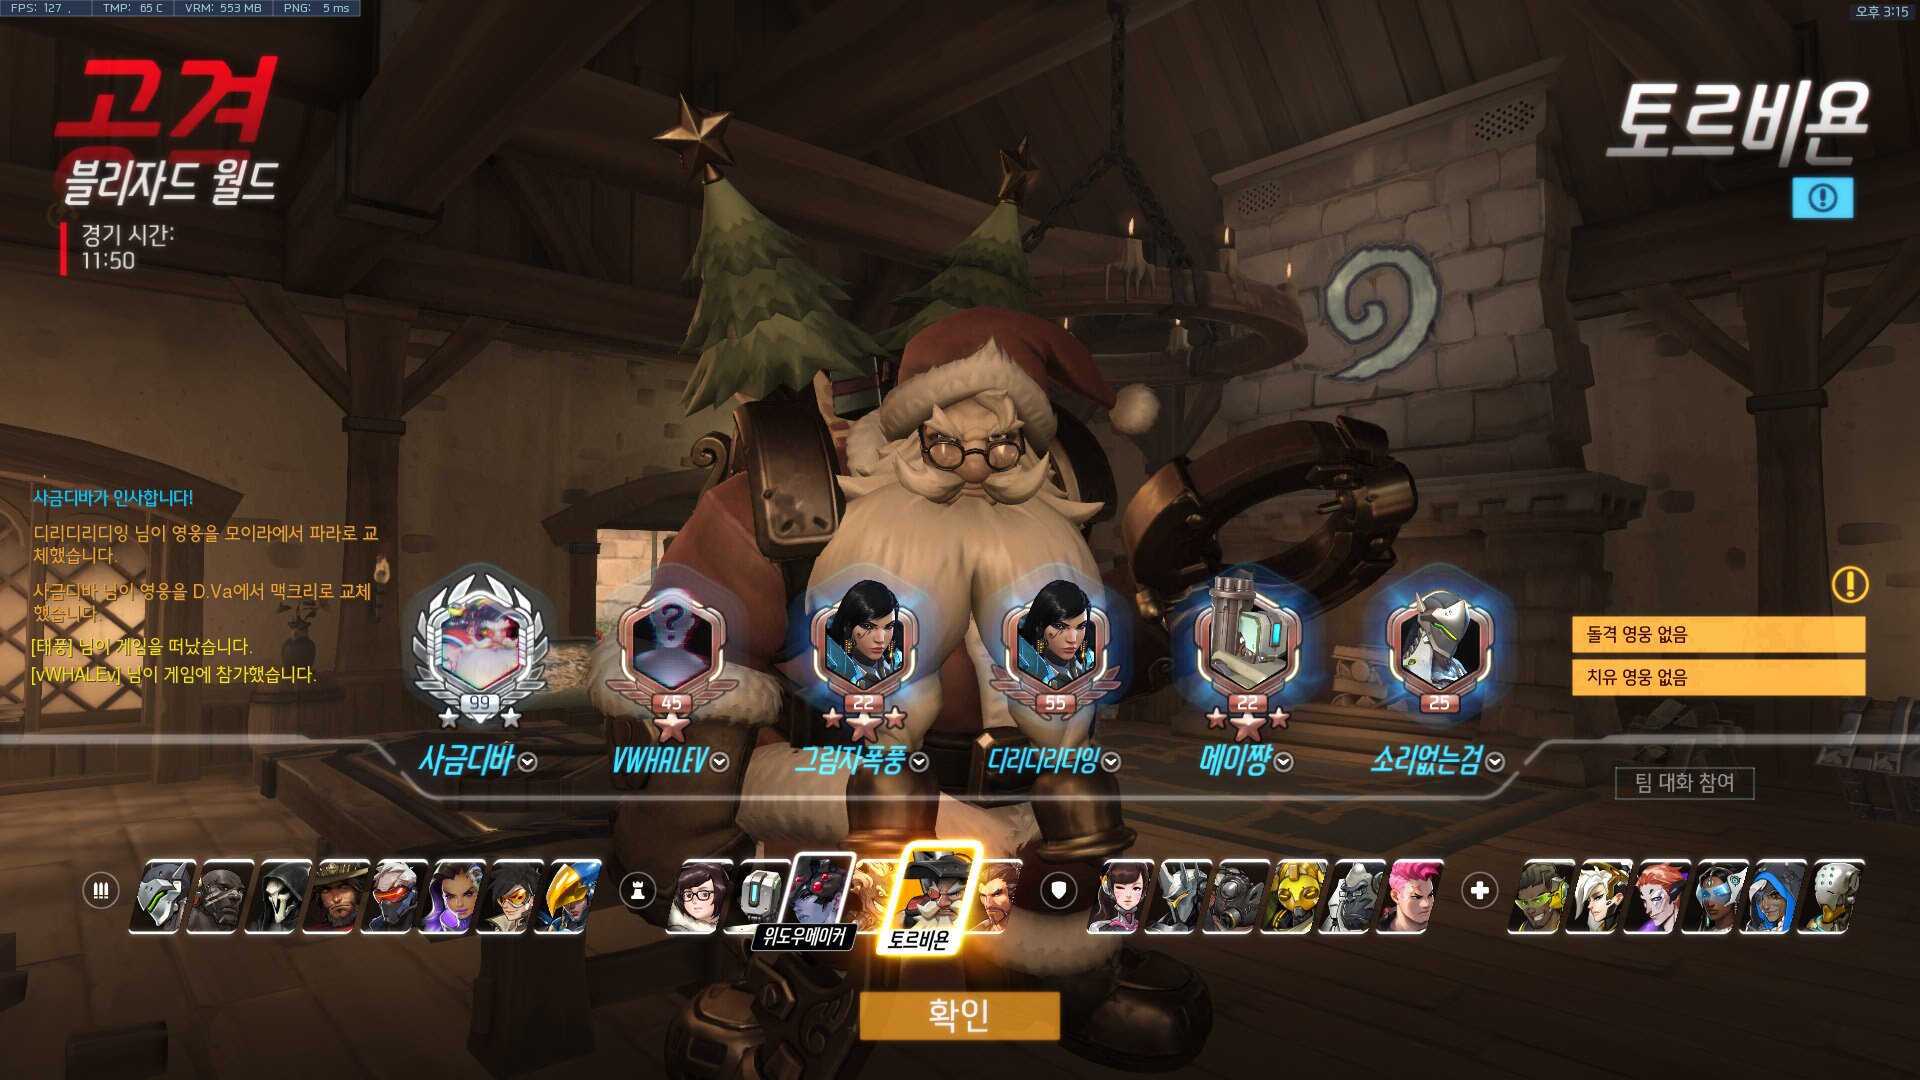 FPS: 127 . TMP: 65 C VRM: 553 MB PNG: 5 ms
오후 3:15
공격
블리자드 월드
경기 시간:
11:50
토르비욘
사금디바가 인사합니다!
디리디리디잉 님이 영웅을 모이라에서 파라로 교
체했습니다.
사금디바 님이 영웅을 D.Va에서 맥크리로 교체
했습니다.
[태풍] 님이 게임을 떠났습니다.
[vWHALEv] 님이 게임에 참가했습니다.
돌격 영웅 없음
치유 영웅 없음
99 45 22 55 22 25
사금디바 VWHALEV 그림자폭풍 디리디리디잉 메이짱 소리없는검
팀 대화 참여
위도우메이커 토르비욘
확인